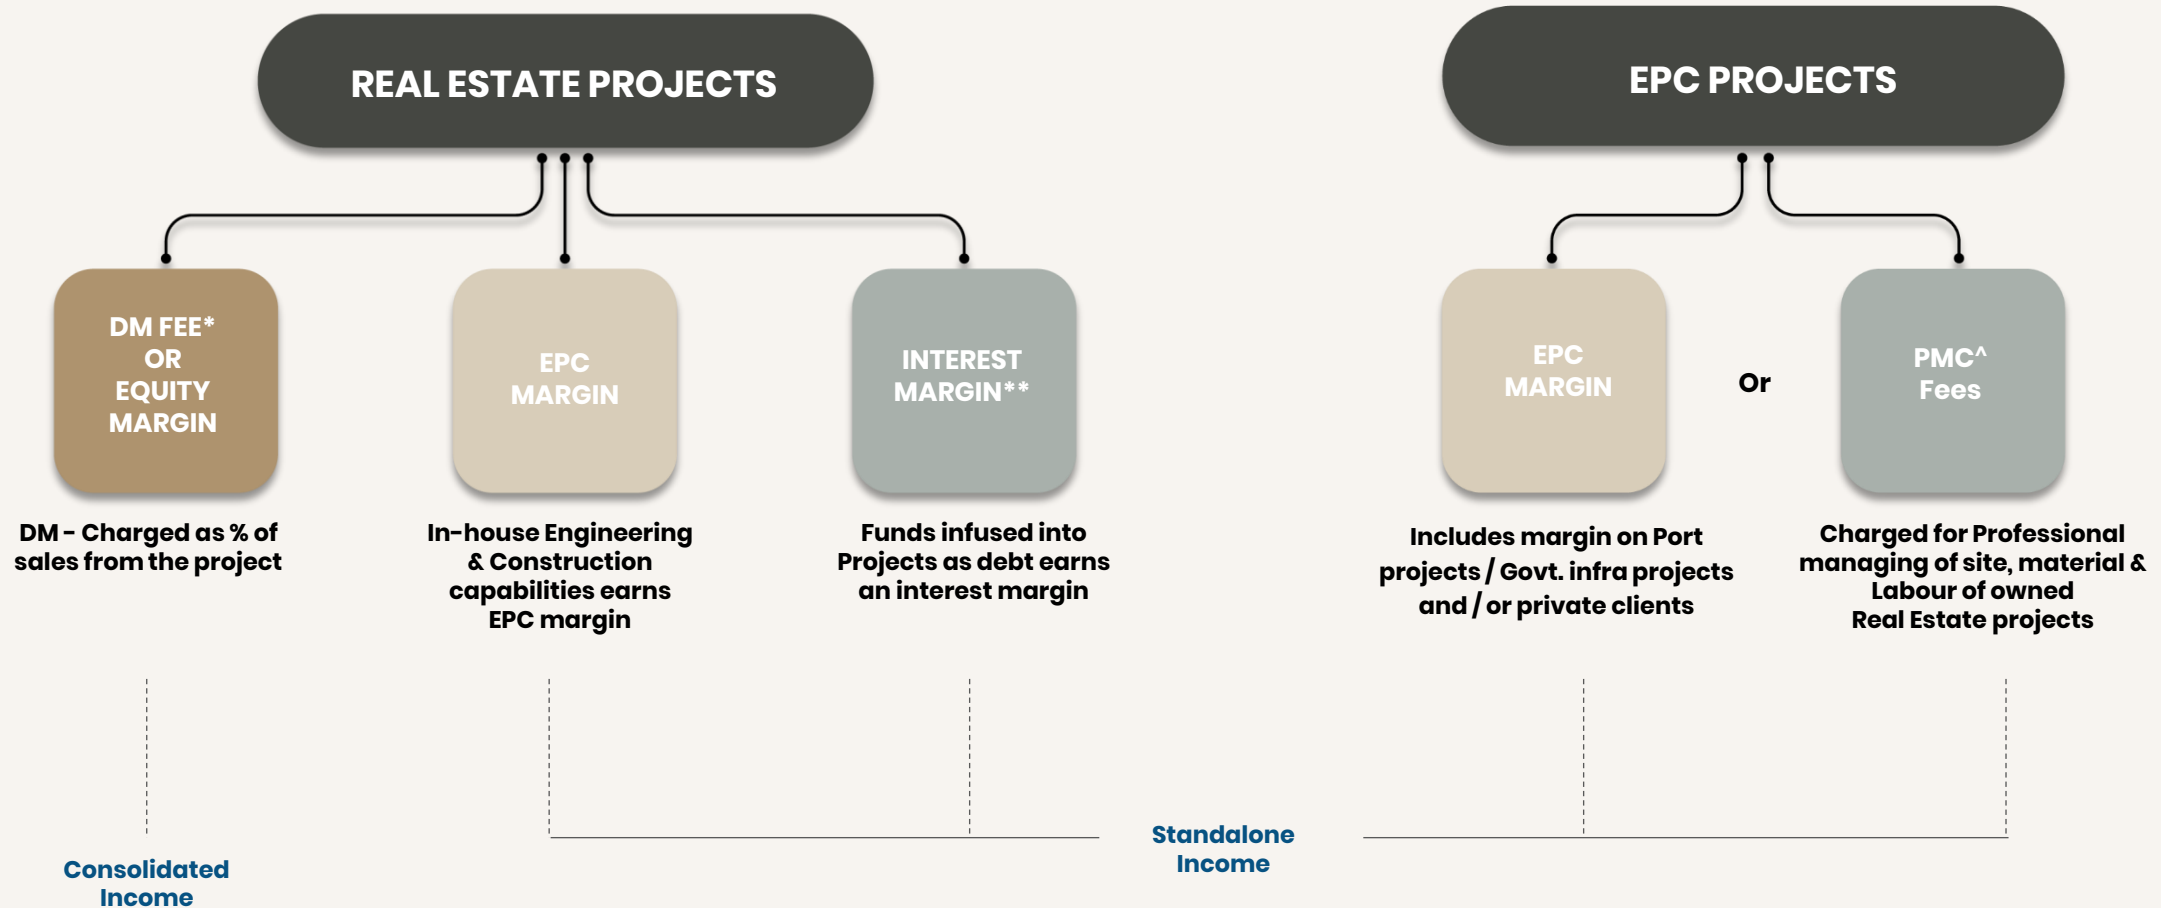 REAL ESTATE PROJECTS
EPC PROJECTS
DM FEE*
OR
EQUITY
MARGIN
EPC
MARGIN
INTEREST
MARGIN**
EPC
MARGIN
Or
PMC^
Fees
DM - Charged as % of
sales from the project
In-house Engineering
& Construction
capabilities earns
EPC margin
Funds infused into
Projects as debt earns
an interest margin
Includes margin on Port
projects / Govt. infra projects
and / or private clients
Charged for Professional
managing of site, material &
Labour of owned
Real Estate projects
Consolidated
Income
Standalone
Income